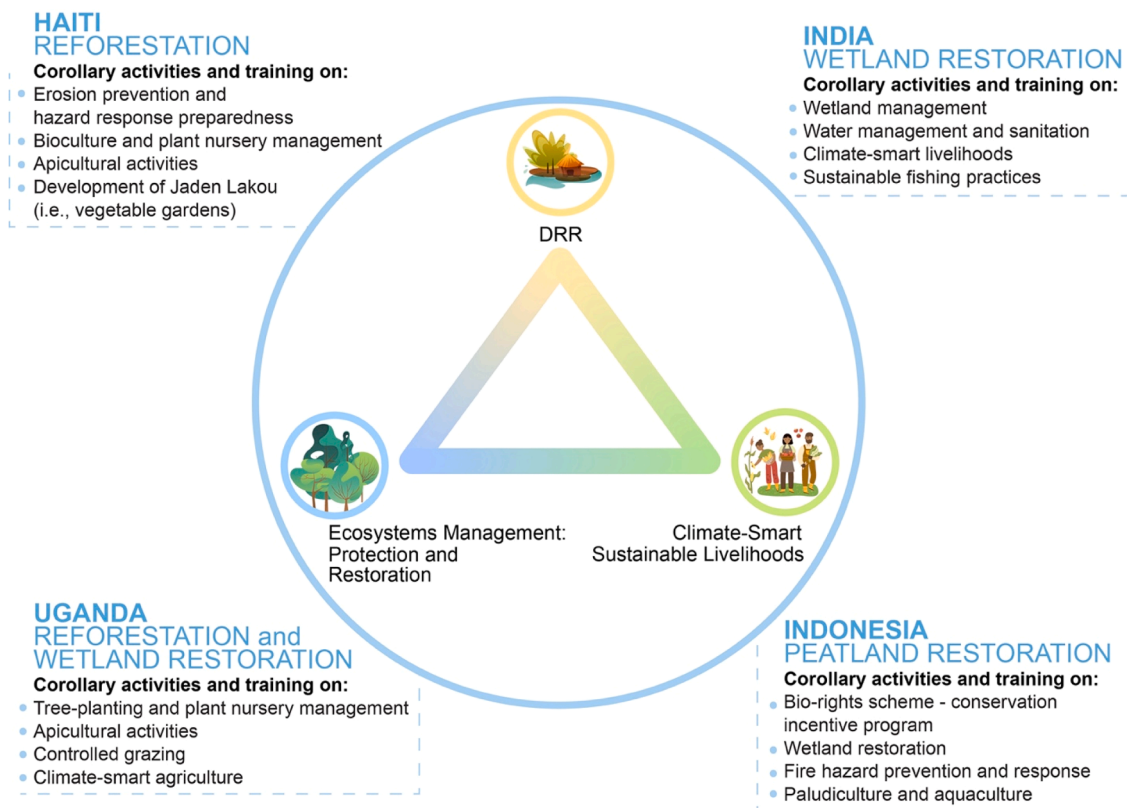 HAITI
REFORESTATION
Corollary activities and training on:
Erosion prevention and
hazard response preparedness
Bioculture and plant nursery management
Apicultural activities
Development of Jaden Lakou
(i.e., vegetable gardens)
INDIA
WETLAND RESTORATION
Corollary activities and training on:
Wetland management
Water management and sanitation
Climate-smart livelihoods
Sustainable fishing practices
DRR
Ecosystems Management:
Protection and
Restoration
Climate-Smart
Sustainable Livelihoods
UGANDA
REFORESTATION and
WETLAND RESTORATION
Corollary activities and training on:
Tree-planting and plant nursery management
Apicultural activities
Controlled grazing
Climate-smart agriculture
INDONESIA
PEATLAND RESTORATION
Corollary activities and training on:
Bio-rights scheme - conservation
incentive program
Wetland restoration
Fire hazard prevention and response
Paludiculture and aquaculture